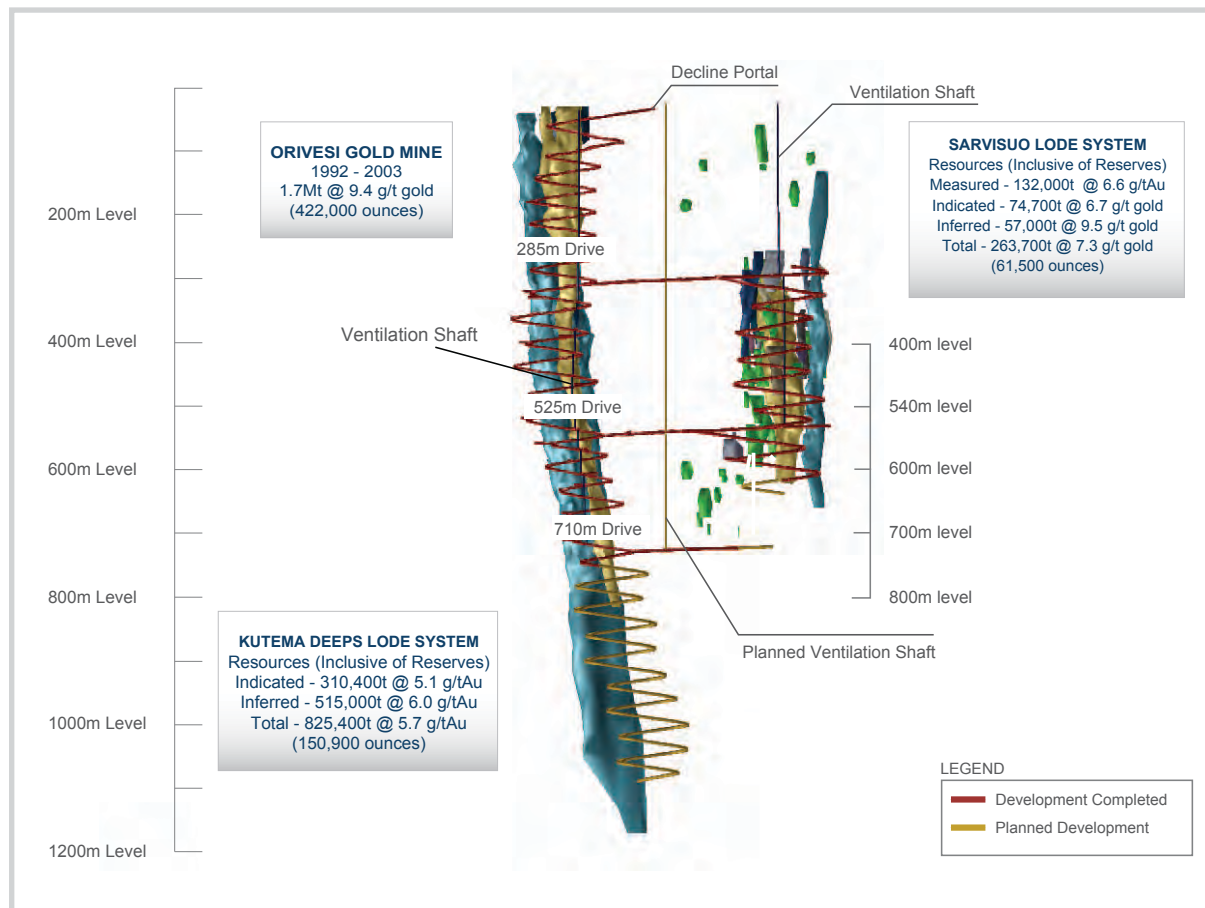 Decline Portal
Ventilation Shaft
ORIVESI GOLD MINE
1992 - 2003
1.7Mt @ 9.4 g/t gold
(422,000 ounces)
SARVISUO LODE SYSTEM
Resources (Inclusive of Reserves)
Measured - 132,000t @ 6.6 g/tAu
Indicated - 74,700t @ 6.7 g/t gold
Inferred - 57,000t @ 9.5 g/t gold
Total - 263,700t @ 7.3 g/t gold
(61,500 ounces)
200m Level
285m Drive
400m Level
Ventilation Shaft
400m level
525m Drive
540m level
600m Level
600m level
710m Drive
700m level
800m Level
800m level
KUTEMA DEEPS LODE SYSTEM
Resources (Inclusive of Reserves)
Indicated - 310,400t @ 5.1 g/tAu
Inferred - 515,000t @ 6.0 g/tAu
Total - 825,400t @ 5.7 g/tAu
(150,900 ounces)
Planned Ventilation Shaft
1000m Level
1200m Level
LEGEND
Development Completed
Planned Development